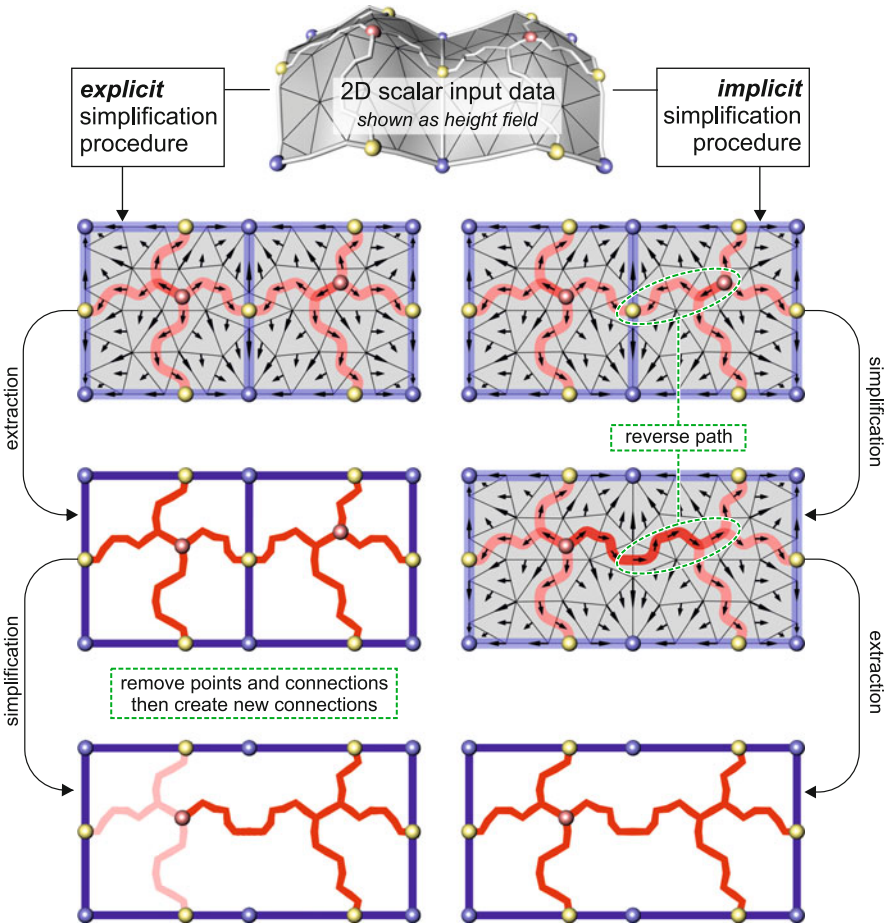 explicit
simplification
procedure
2D scalar input data
shown as height field
implicit
simplification
procedure
extraction
simplification
reverse path
simplification
extraction
remove points and connections
then create new connections